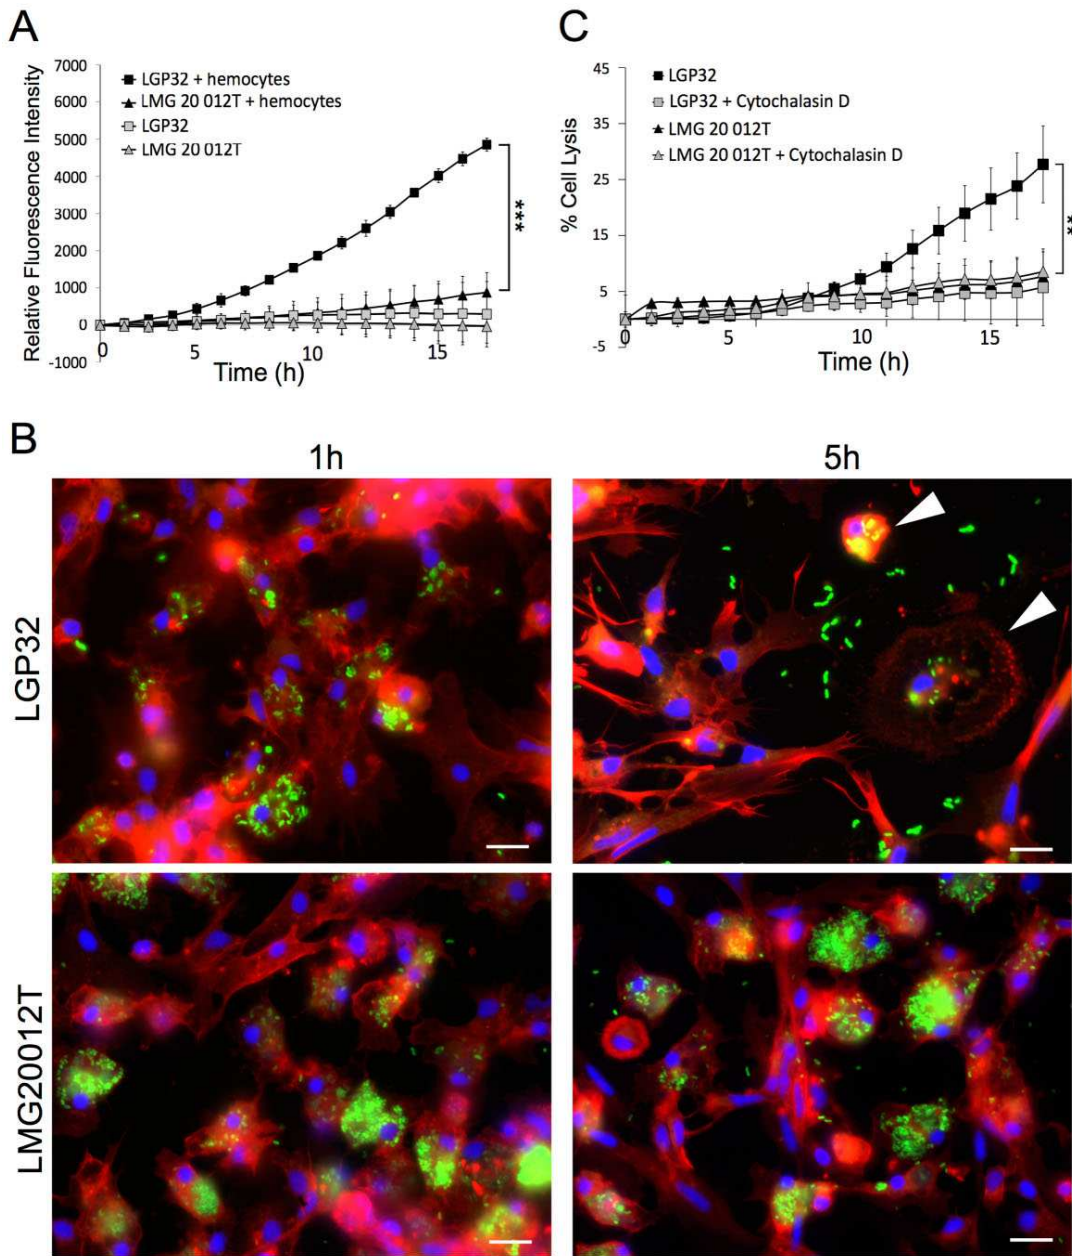 A
Relative Fluorescence Intensity
7000
6000
5000
4000
3000
2000
1000
0
-1000
LGP32 + hemocytes
LMG 20 012T + hemocytes
LGP32
LMG 20 012T
***
0 5 10 15
Time (h)
C
% Cell Lysis
45
35
25
15
5
-5
LGP32
LGP32 + Cytochalasin D
LMG 20 012T
LMG 20 012T + Cytochalasin D
**
0 5 10 15
Time (h)
B
1h 5h
LGP32
LMG20012T